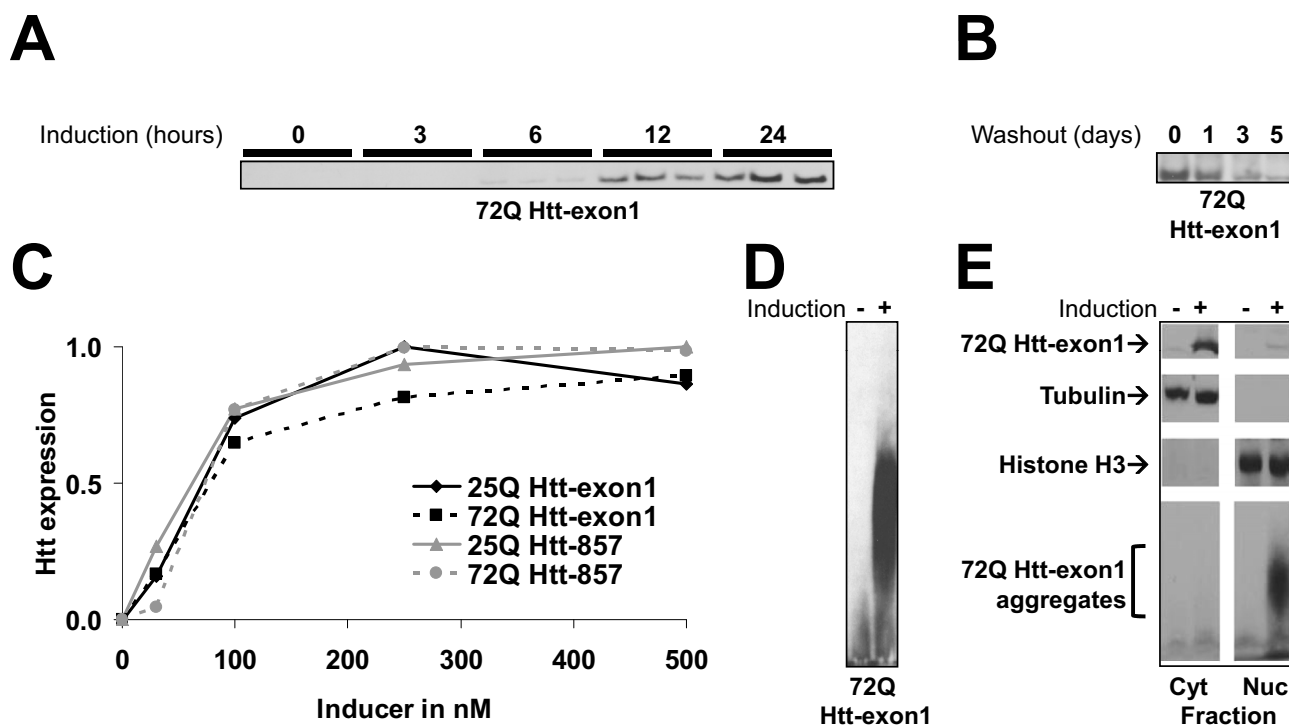 A
Induction (hours) 0 3 6 12 24
72Q Htt-exon1
B
Washout (days) 0 1 3 5
72Q
Htt-exon1
C
1.0
0.5
0.0
Htt expression
25Q Htt-exon1
72Q Htt-exon1
25Q Htt-857
72Q Htt-857
0 100 200 300 400 500
Inducer in nM
D
Induction - +
72Q
Htt-exon1
E
Induction - + - +
72Q Htt-exon1→
Tubulin→
Histone H3→
72Q Htt-exon1
aggregates
Cyt Nuc
Fraction